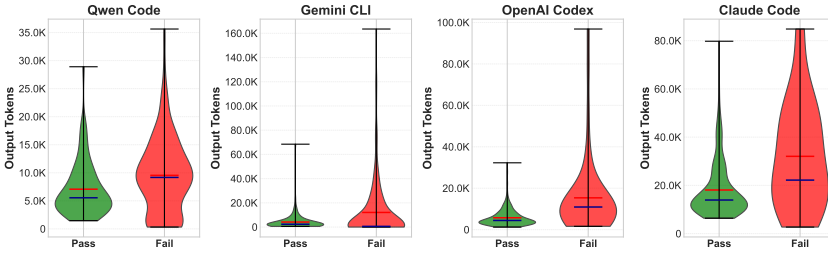 Qwen Code
Output Tokens
35.0K
30.0K
25.0K
20.0K
15.0K
10.0K
5.0K
0
Pass
Fail
Gemini CLI
Output Tokens
160.0K
140.0K
120.0K
100.0K
80.0K
60.0K
40.0K
20.0K
0
Pass
Fail
OpenAI Codex
Output Tokens
100.0K
80.0K
60.0K
40.0K
20.0K
0
Pass
Fail
Claude Code
Output Tokens
80.0K
60.0K
40.0K
20.0K
0
Pass
Fail